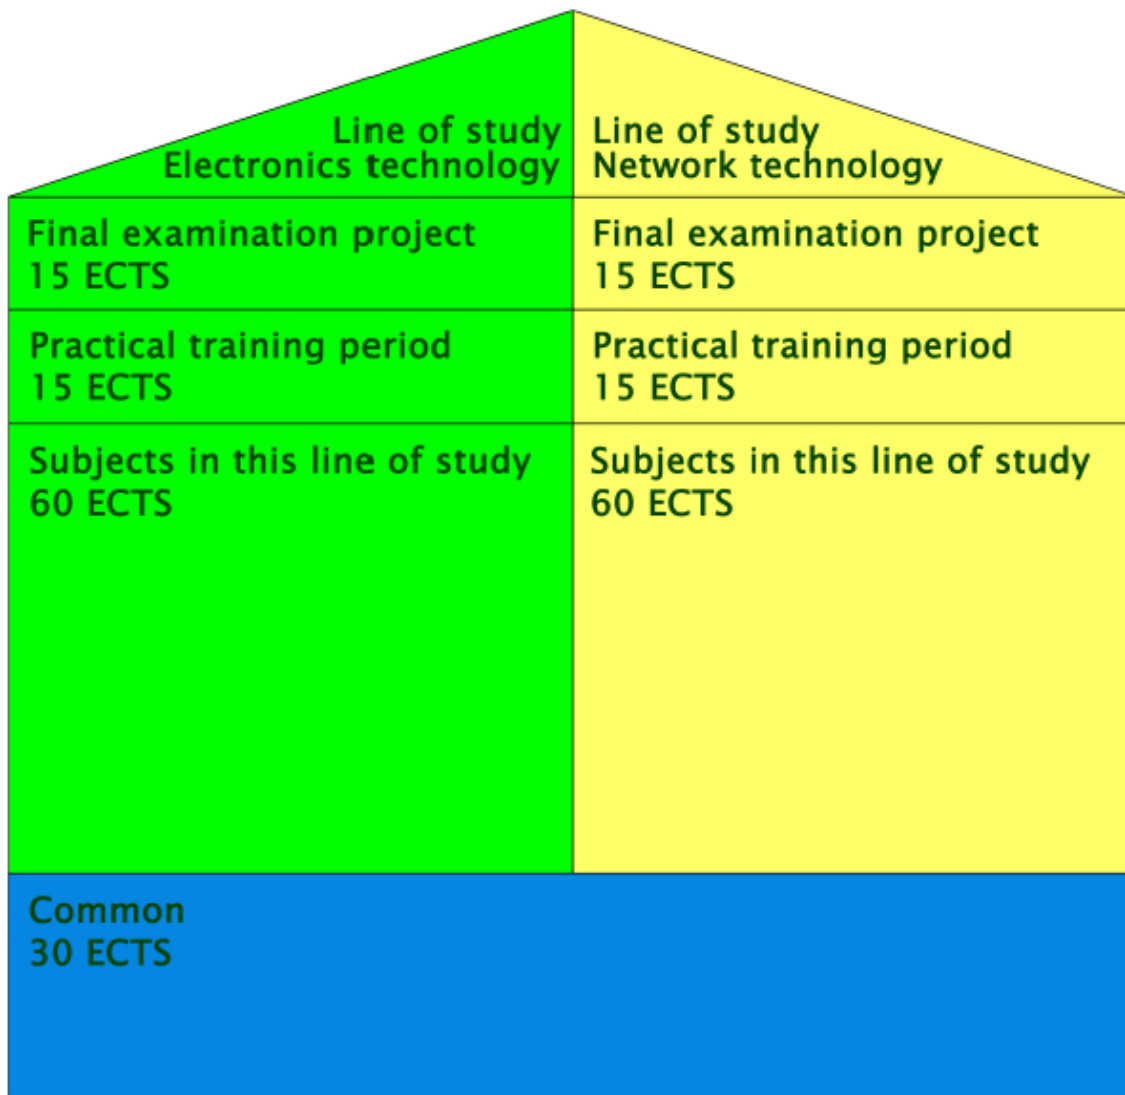 Line of study
Electronics technology
Line of study
Network technology
Final examination project
15 ECTS
Final examination project
15 ECTS
Practical training period
15 ECTS
Practical training period
15 ECTS
Subjects in this line of study
60 ECTS
Subjects in this line of study
60 ECTS
Common
30 ECTS